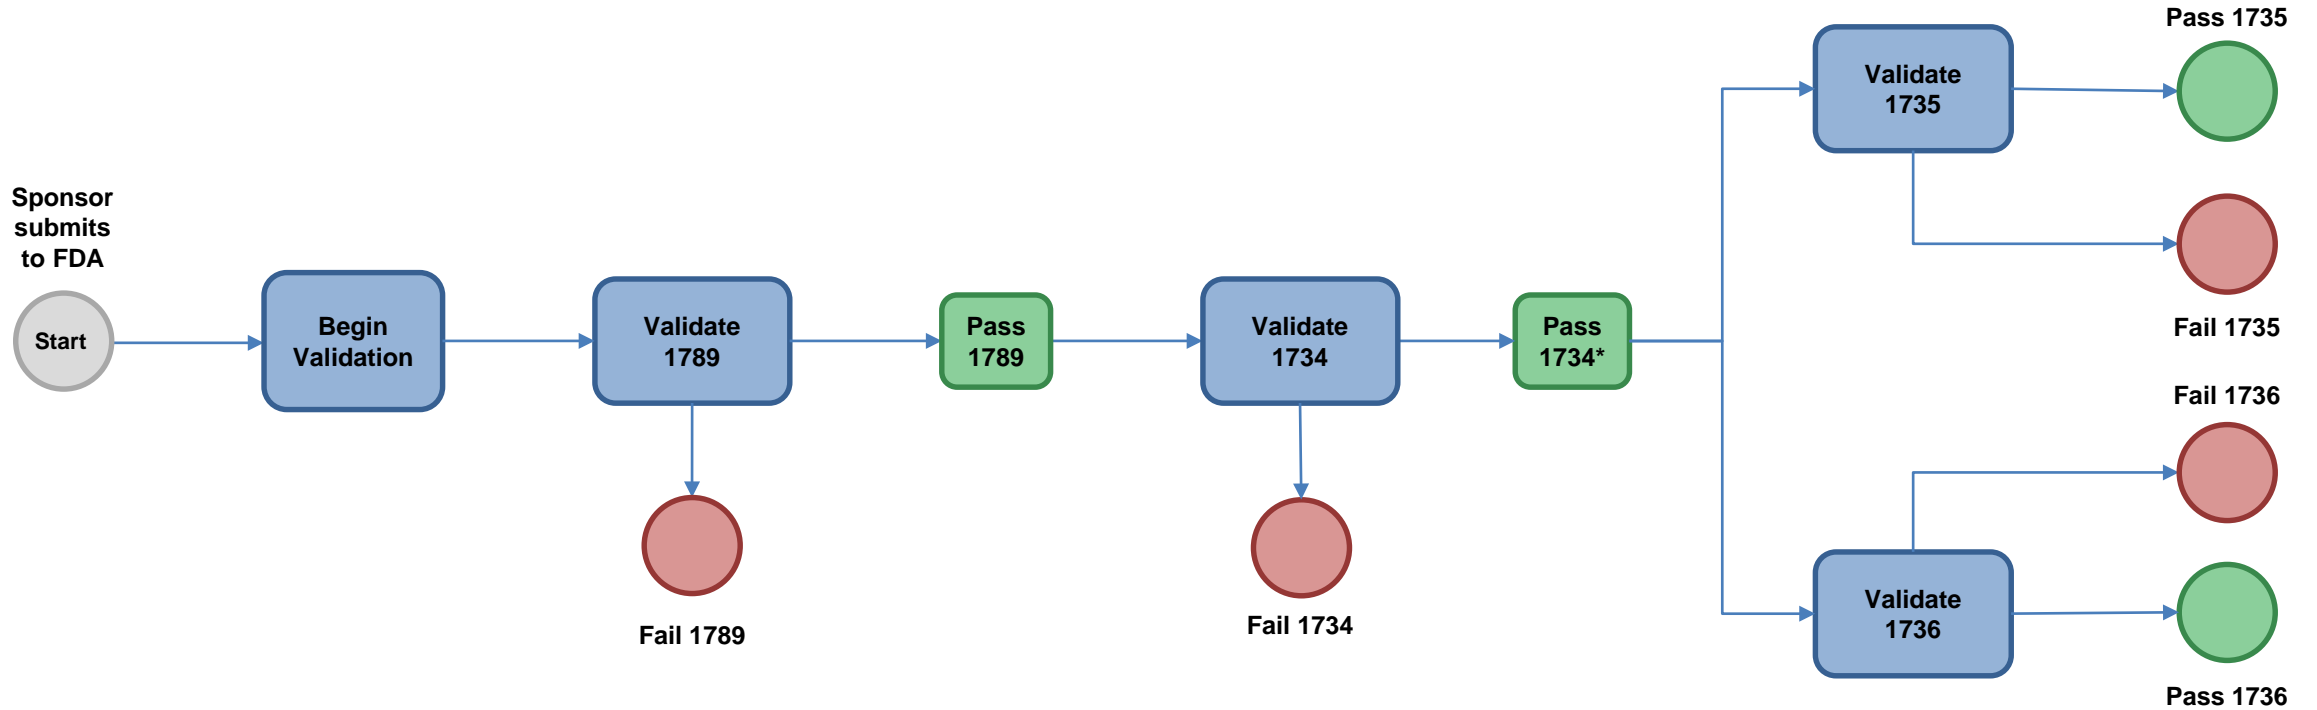 Sponsor
submits
to FDA
Start
Begin
Validation
Validate
1789
Fail 1789
Pass
1789
Validate
1734
Fail 1734
Pass
1734*
Validate
1735
Pass 1735
Fail 1735
Fail 1736
Validate
1736
Pass 1736